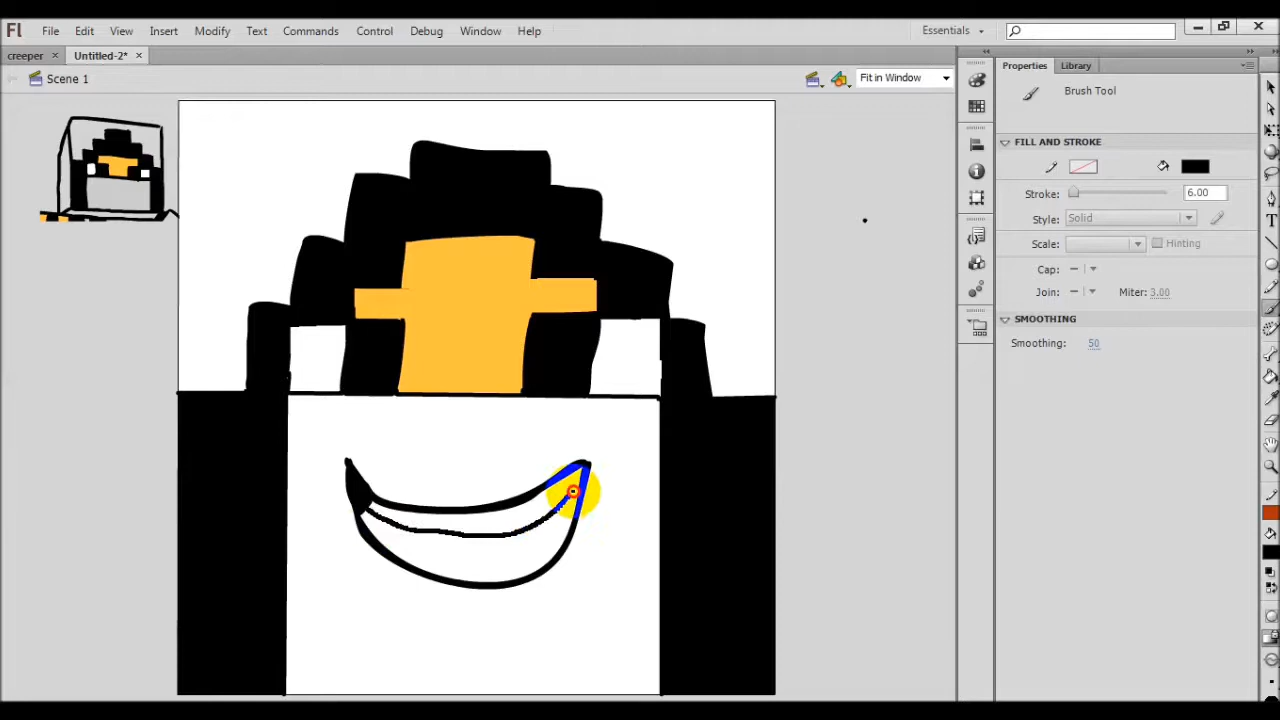 Fl File Edit View Insert Modify Text Commands Control Debug Window Help Essentials
creeper × Untitled-2* ×
Scene 1 Fit in Window
Properties Library
Brush Tool
FILL AND STROKE
Stroke: 6.00
Style: Solid
Scale: Hinting
Cap:
Join: Miter: 3.00
SMOOTHING
Smoothing: 50